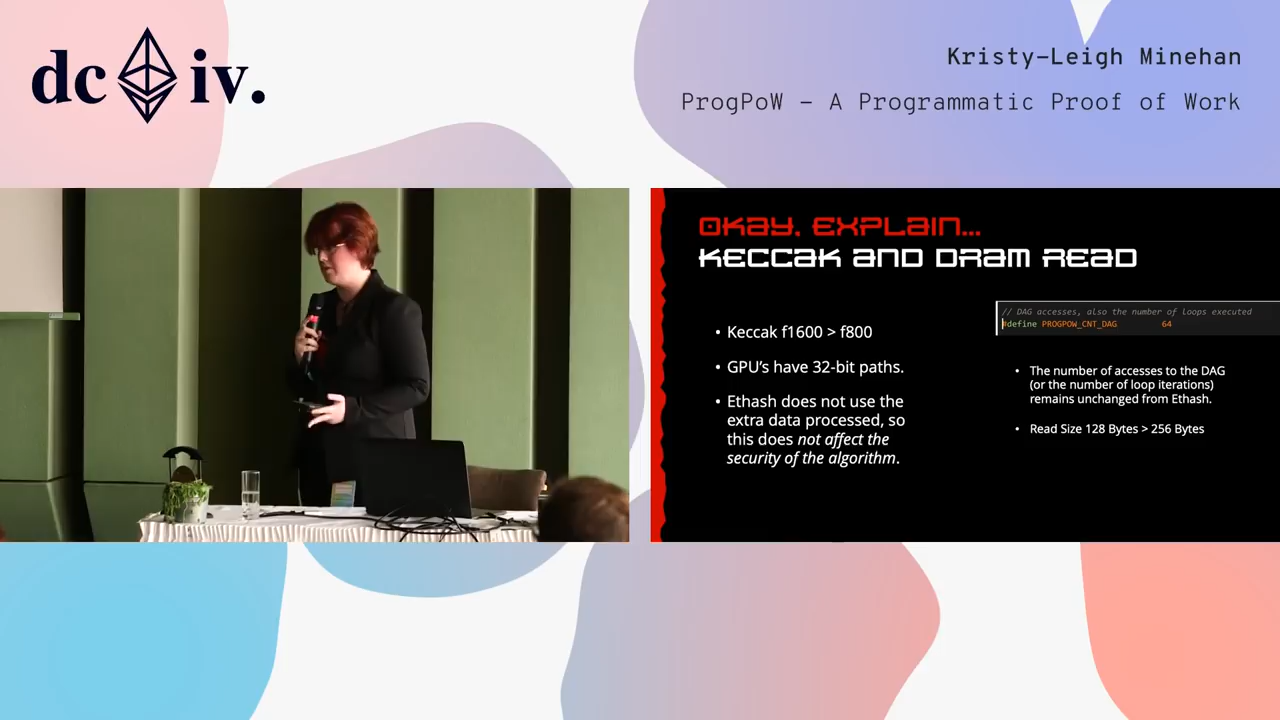 dc iv.
Kristy-Leigh Minehan
ProgPoW - A Programmatic Proof of Work
OKAY, EXPLAIN...
KECCAK AND DRAM READ
• Keccak f1600 > f800
• GPU's have 32-bit paths.
• Ethash does not use the
extra data processed, so
this does not affect the
security of the algorithm.
// DAG accesses, also the number of loops executed
#define PROGPOW_CNT_DAG 64
• The number of accesses to the DAG
(or the number of loop iterations)
remains unchanged from Ethash.
• Read Size 128 Bytes > 256 Bytes